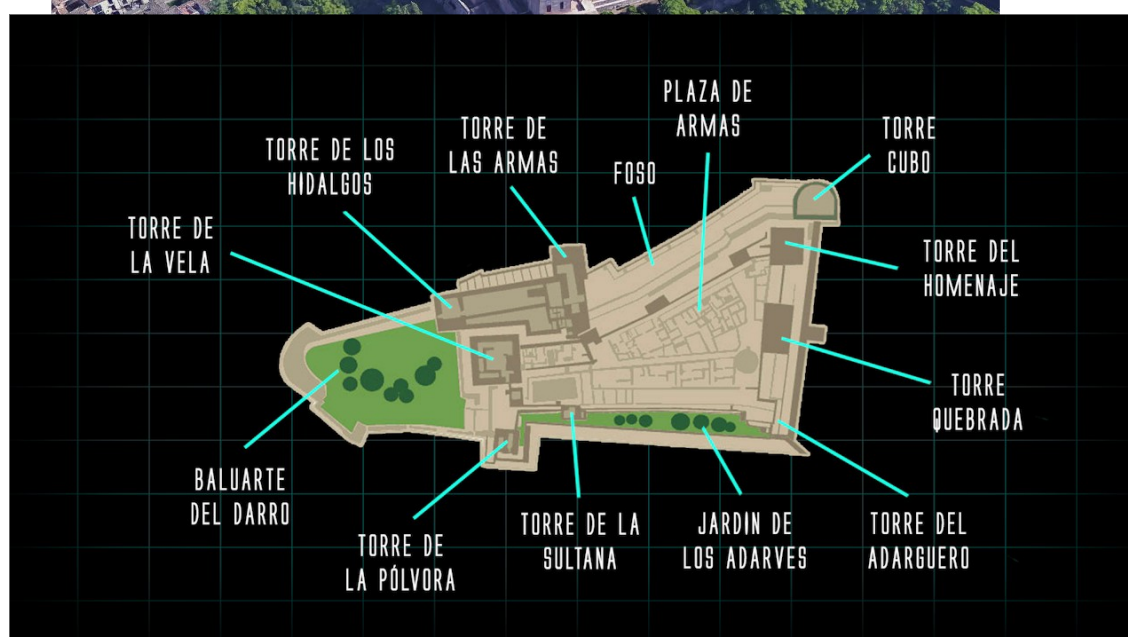 PLAZA DE
ARMAS
TORRE
CUBO
TORRE DE
LAS ARMAS
TORRE DE LOS
HIDALGOS
FOSO
TORRE DE
LA VELA
TORRE DEL
HOMENAJE
TORRE
QUEBRADA
BALUARTE
DEL DARRO
TORRE DE
LA PÓLVORA
TORRE DE LA
SULTANA
JARDIN DE
LOS ADARVES
TORRE DEL
ADARGUERO